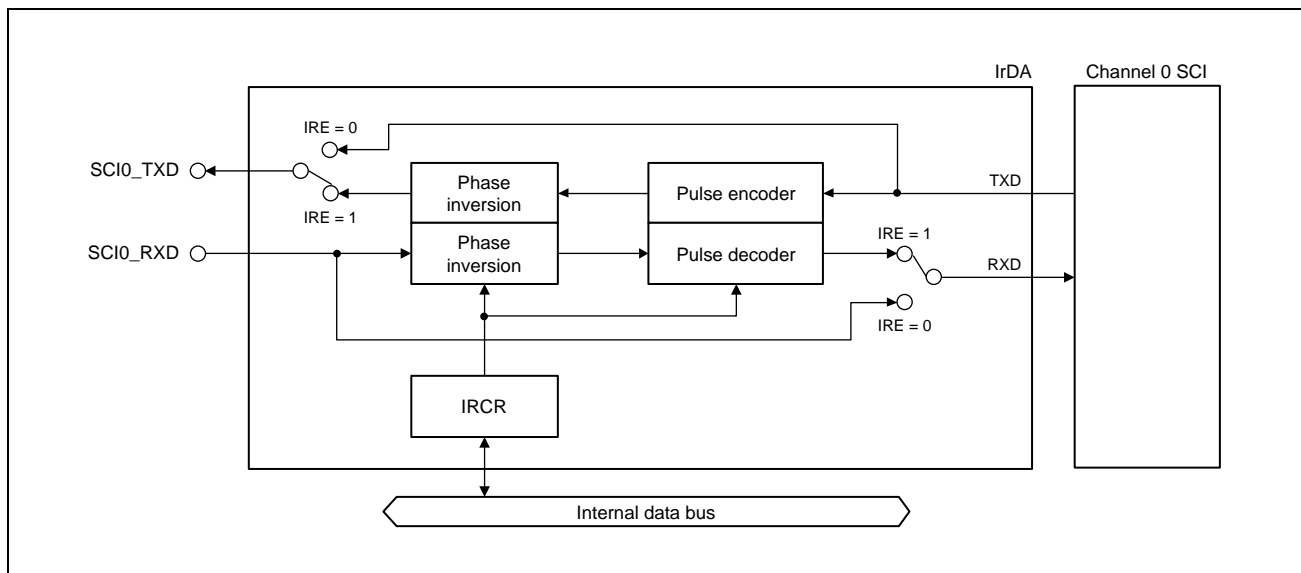 IrDA
Channel 0 SCI
IRE = 0
SCI0_TXD
Phase
inversion
Pulse encoder
TXD
IRE = 1
SCI0_RXD
Phase
inversion
Pulse decoder
IRE = 1
RXD
IRE = 0
IRCR
Internal data bus